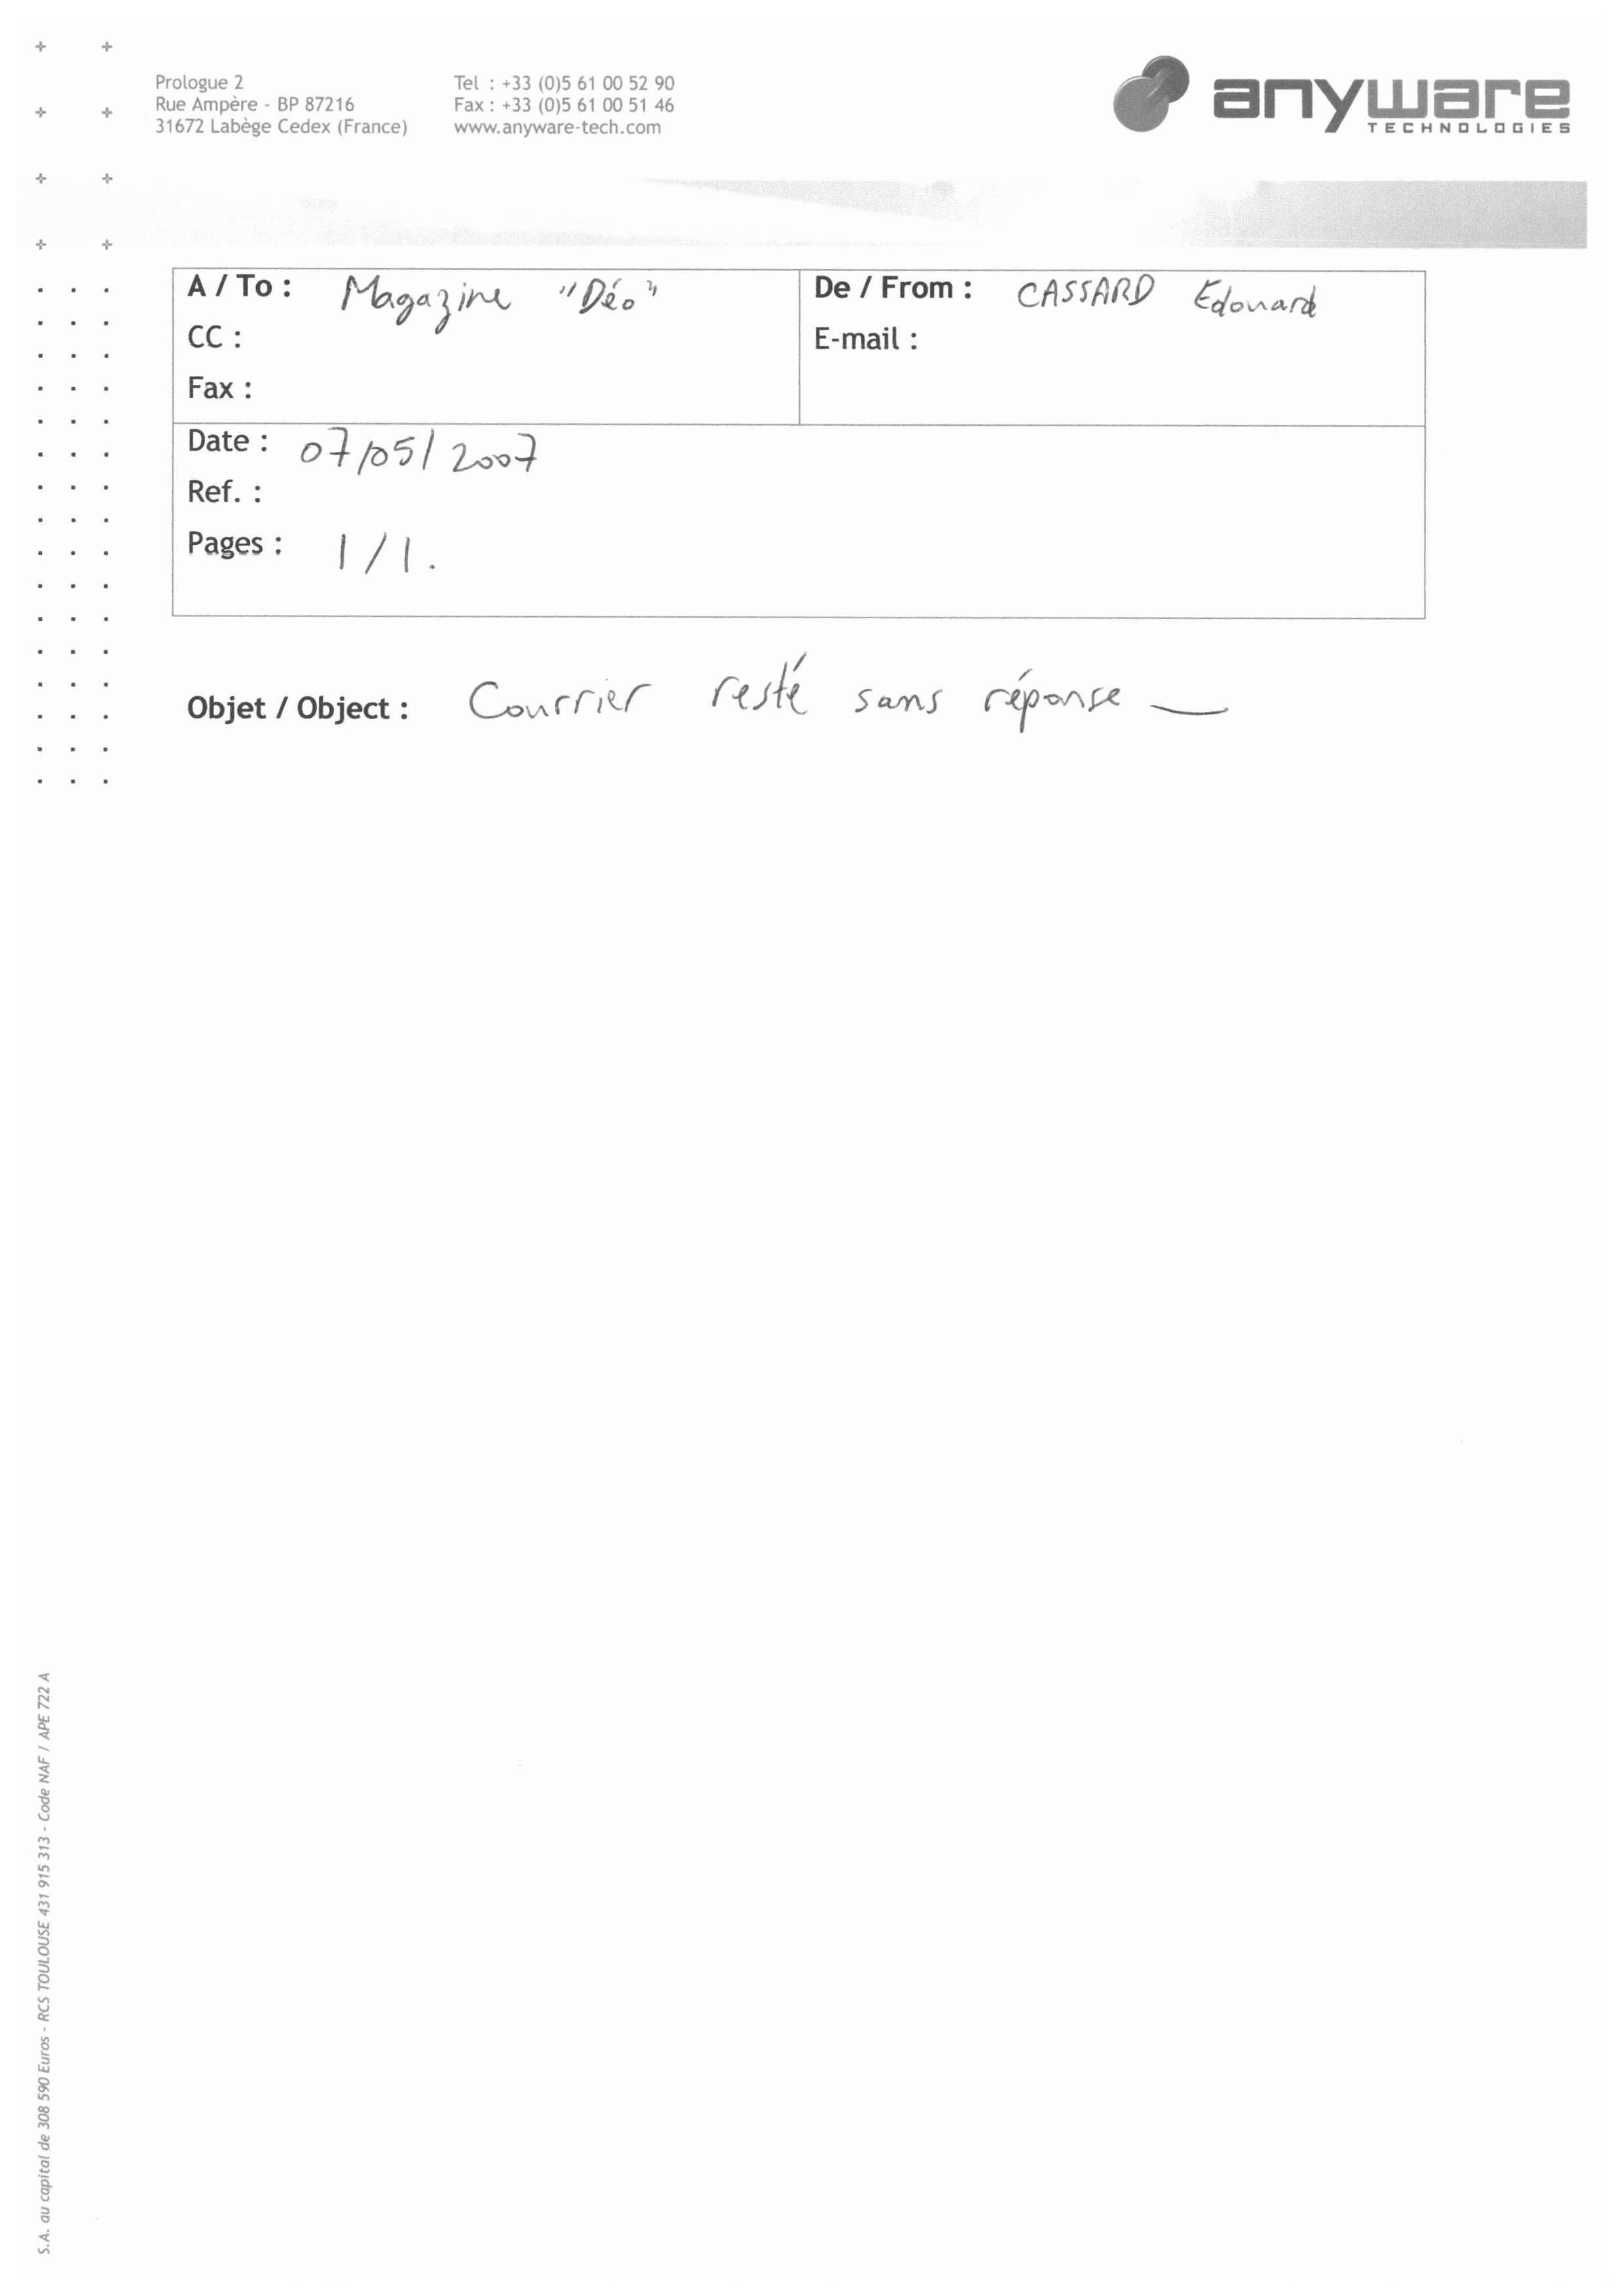 Prologue 2
Rue Ampère - BP 87216
31672 Labège Cedex (France)
Tel : +33 (0)5 61 00 52 90
Fax : +33 (0)5 61 00 51 46
www.anyware-tech.com
anyware
TECHNOLOGIES
A / To : Magazine "Déo"
CC :
Fax :
De / From : CASSARD Edouard
E-mail :
Date : 07/05/2007
Ref. :
Pages : 1/1.
Objet / Object : Courrier resté sans réponse —
S.A. au capital de 308 590 Euros - RCS TOULOUSE 431 915 313 - Code NAF / APE 722 A